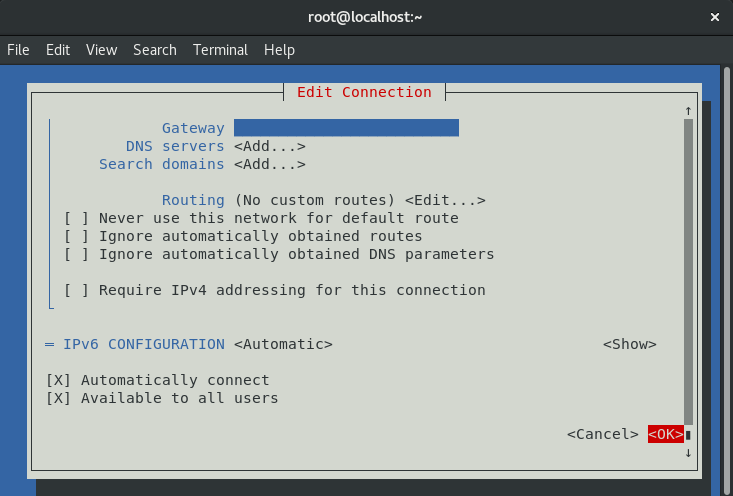 root@localhost:~
File Edit View Search Terminal Help
Edit Connection
Gateway
DNS servers <Add...>
Search domains <Add...>
Routing (No custom routes) <Edit...>
[ ] Never use this network for default route
[ ] Ignore automatically obtained routes
[ ] Ignore automatically obtained DNS parameters
[ ] Require IPv4 addressing for this connection
= IPv6 CONFIGURATION <Automatic> <Show>
[X] Automatically connect
[X] Available to all users
<Cancel> <OK>